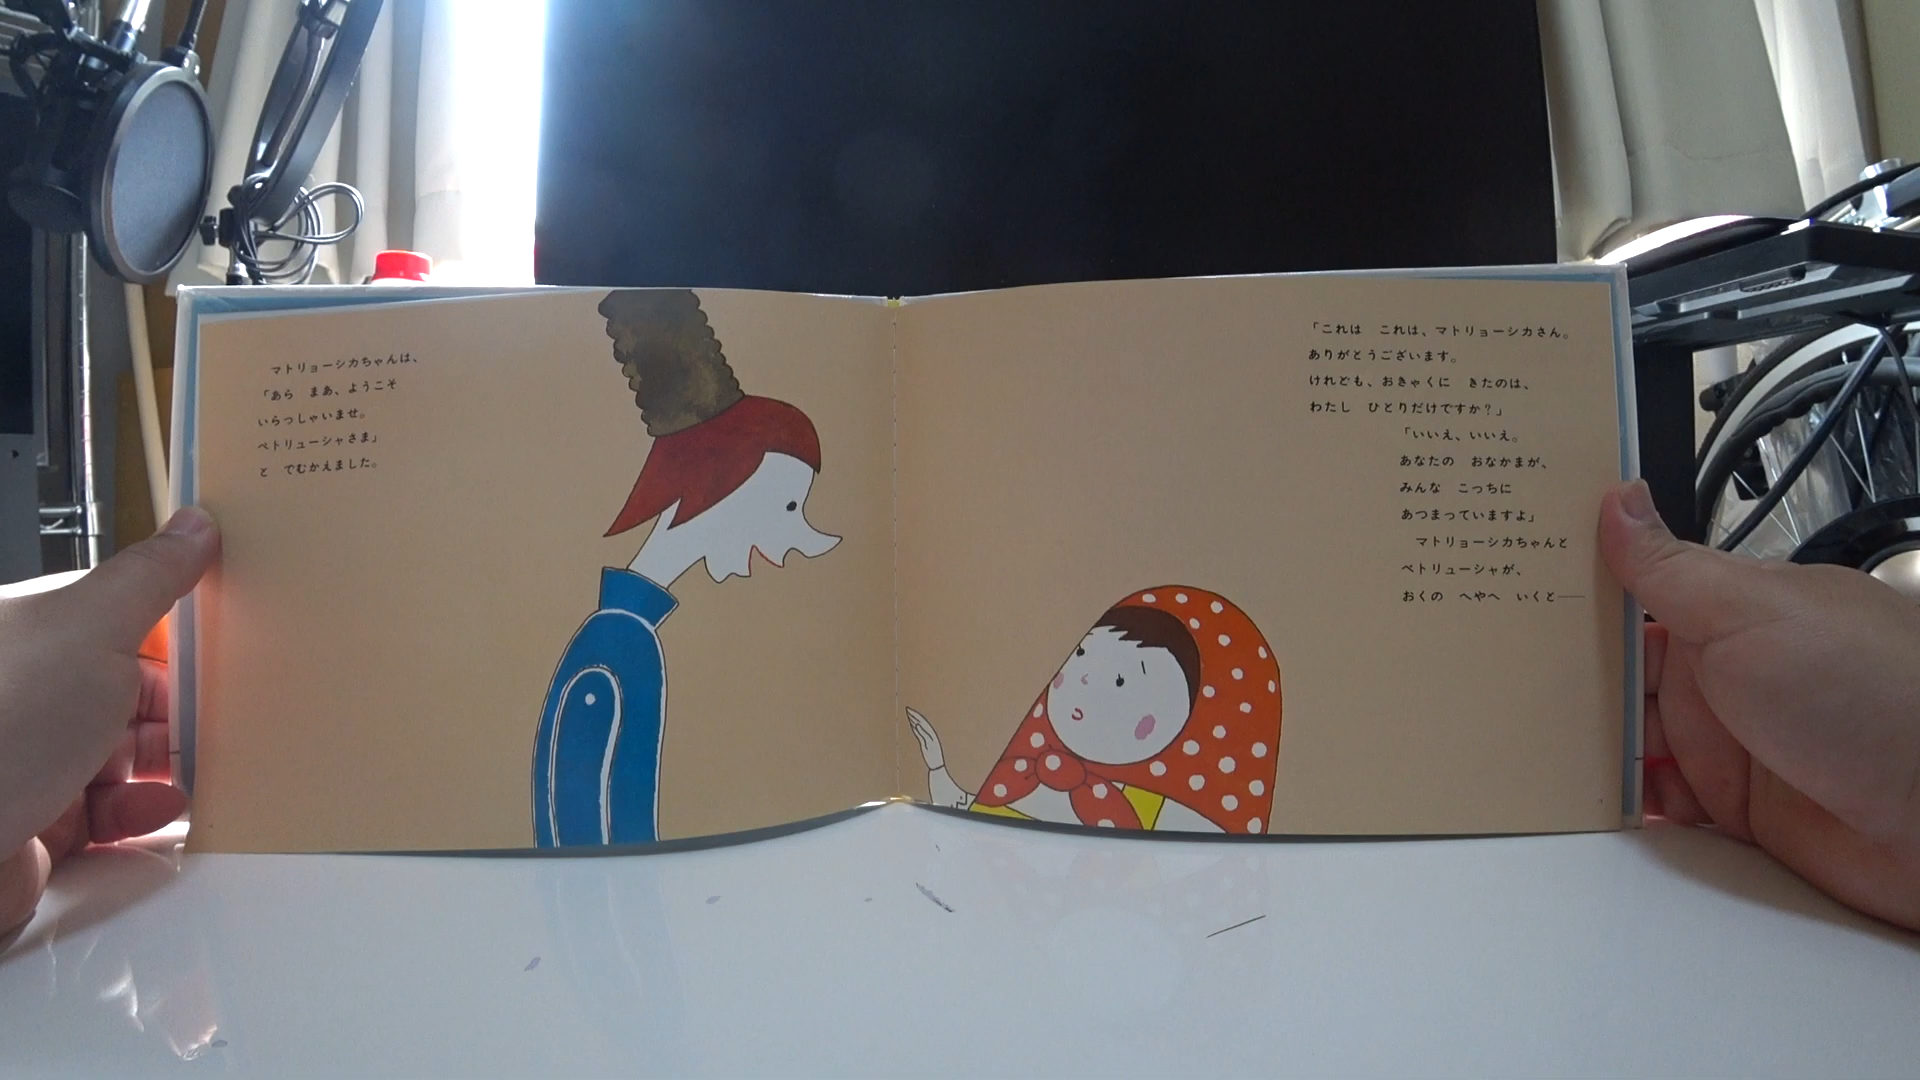 マトリョーシカちゃんは、
「あら　まあ、ようこそ
いらっしゃいませ。
ペトリューシャさま」
と　でむかえました。
「これは　これは、マトリョーシカさん。
ありがとうございます。
けれども、おきゃくに　きたのは、
わたし　ひとりだけですか？」
「いいえ、いいえ。
あなたの　おなかまが、
みんな　こっちに
あつまっていますよ」
マトリョーシカちゃんと
ペトリューシャが、
おくの　へやへ　いくと――